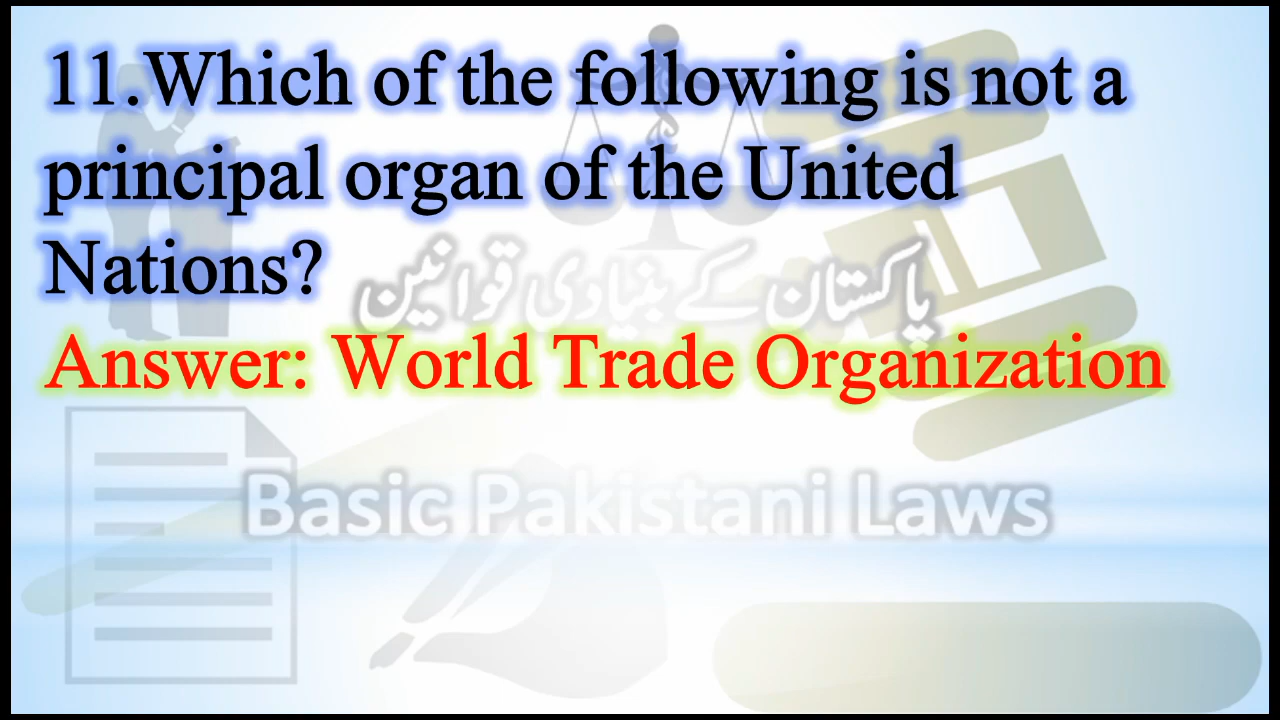 11.Which of the following is not a
principal organ of the United
Nations?
پاکستان کے بنیادی قوانین
Answer: World Trade Organization
Basic Pakistani Laws